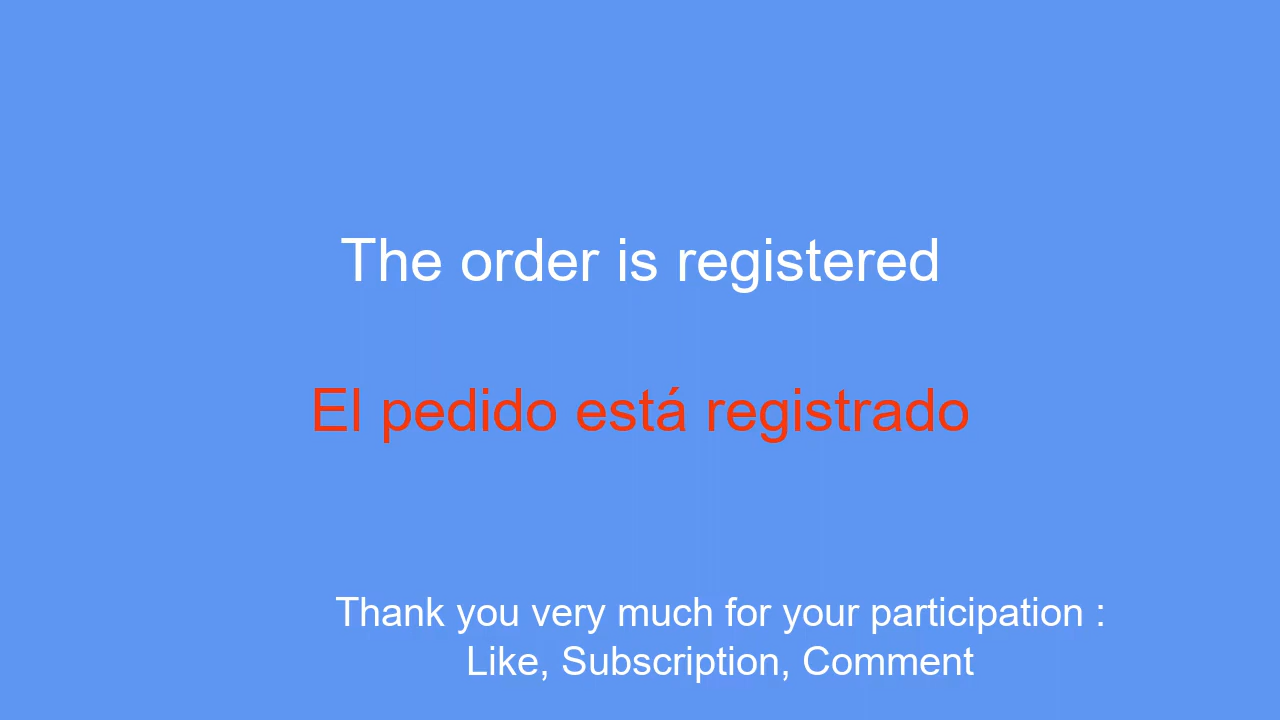 The order is registered
El pedido está registrado
Thank you very much for your participation :
Like, Subscription, Comment